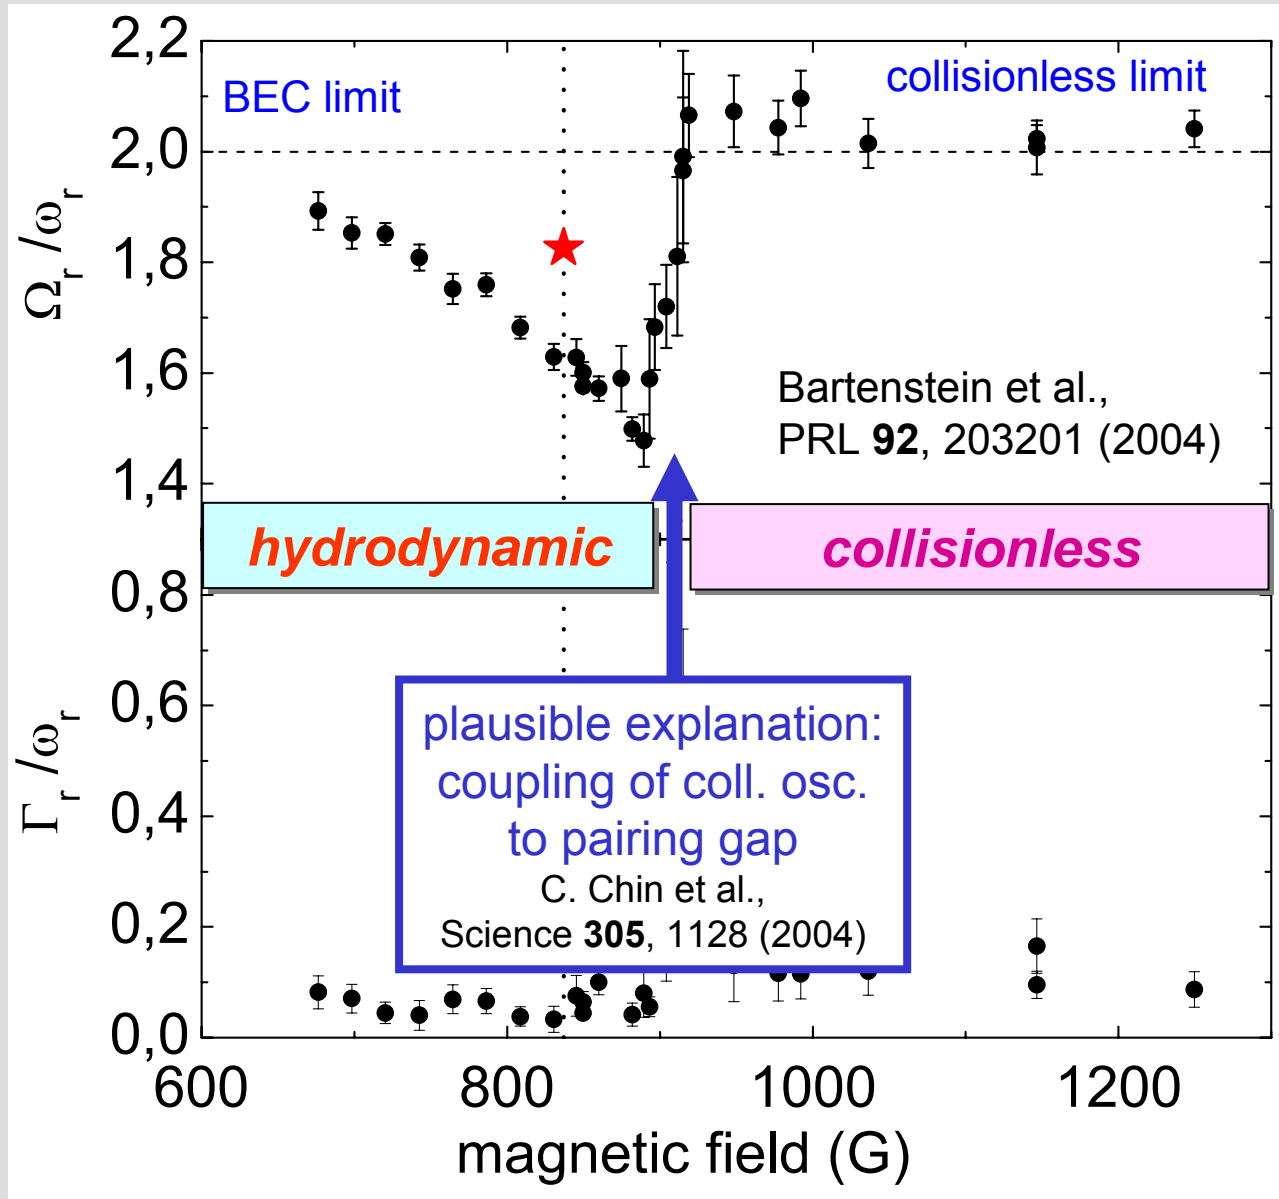 2,2
BEC limit
collisionless limit
2,0
Ω_r /ω_r
1,8
1,6
Bartenstein et al.,
PRL 92, 203201 (2004)
1,4
hydrodynamic
collisionless
0,8
plausible explanation:
coupling of coll. osc.
to pairing gap
C. Chin et al.,
Science 305, 1128 (2004)
0,6
Γ_r /ω_r
0,4
0,2
0,0
600 800 1000 1200
magnetic field (G)